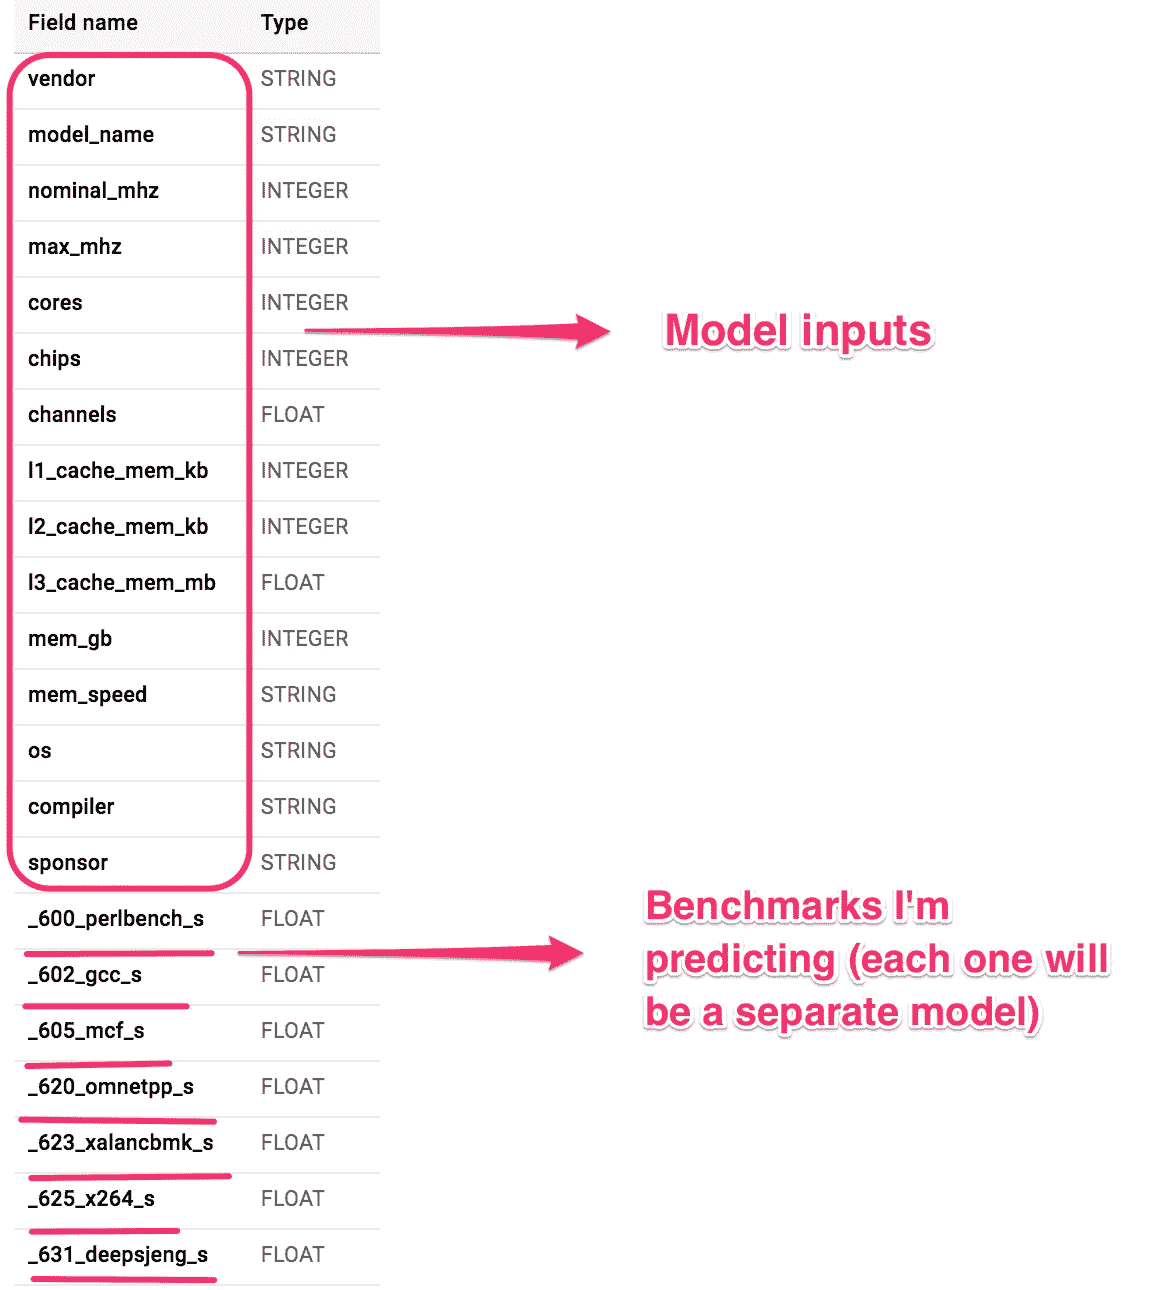 Field name Type
vendor STRING
model_name STRING
nominal_mhz INTEGER
max_mhz INTEGER
cores INTEGER
Model inputs
chips INTEGER
channels FLOAT
l1_cache_mem_kb INTEGER
l2_cache_mem_kb INTEGER
l3_cache_mem_mb FLOAT
mem_gb INTEGER
mem_speed STRING
os STRING
compiler STRING
sponsor STRING
_600_perlbench_s FLOAT
_602_gcc_s FLOAT
_605_mcf_s FLOAT
_620_omnetpp_s FLOAT
_623_xalancbmk_s FLOAT
_625_x264_s FLOAT
_631_deepsjeng_s FLOAT
Benchmarks I'm
predicting (each one will
be a separate model)